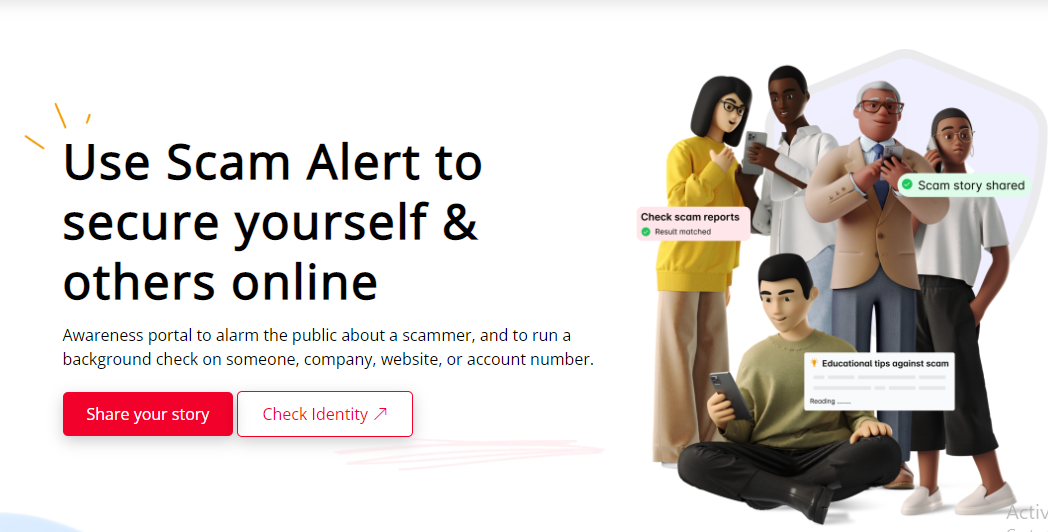 Use Scam Alert to
secure yourself &
others online
Awareness portal to alarm the public about a scammer, and to run a
background check on someone, company, website, or account number.
Share your story
Check Identity ↗
Scam story shared
Check scam reports
Result matched
Educational tips against scam
Reading
Activ